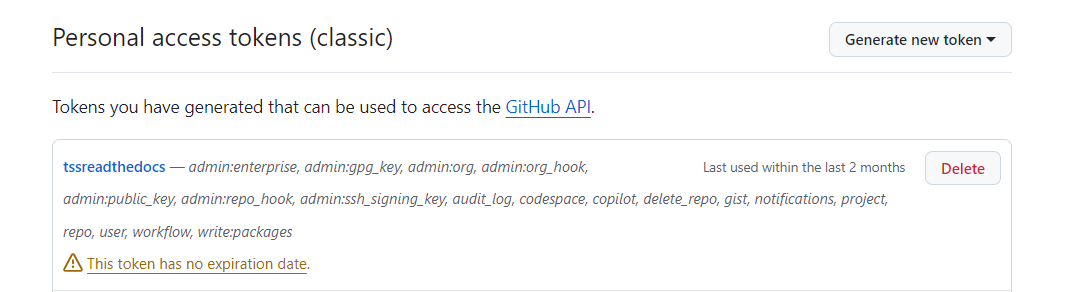 Personal access tokens (classic)
Generate new token
Tokens you have generated that can be used to access the GitHub API.
tssreadthedocs — admin:enterprise, admin:gpg_key, admin:org, admin:org_hook,
Last used within the last 2 months
Delete
admin:public_key, admin:repo_hook, admin:ssh_signing_key, audit_log, codespace, copilot, delete_repo, gist, notifications, project,
repo, user, workflow, write:packages
This token has no expiration date.